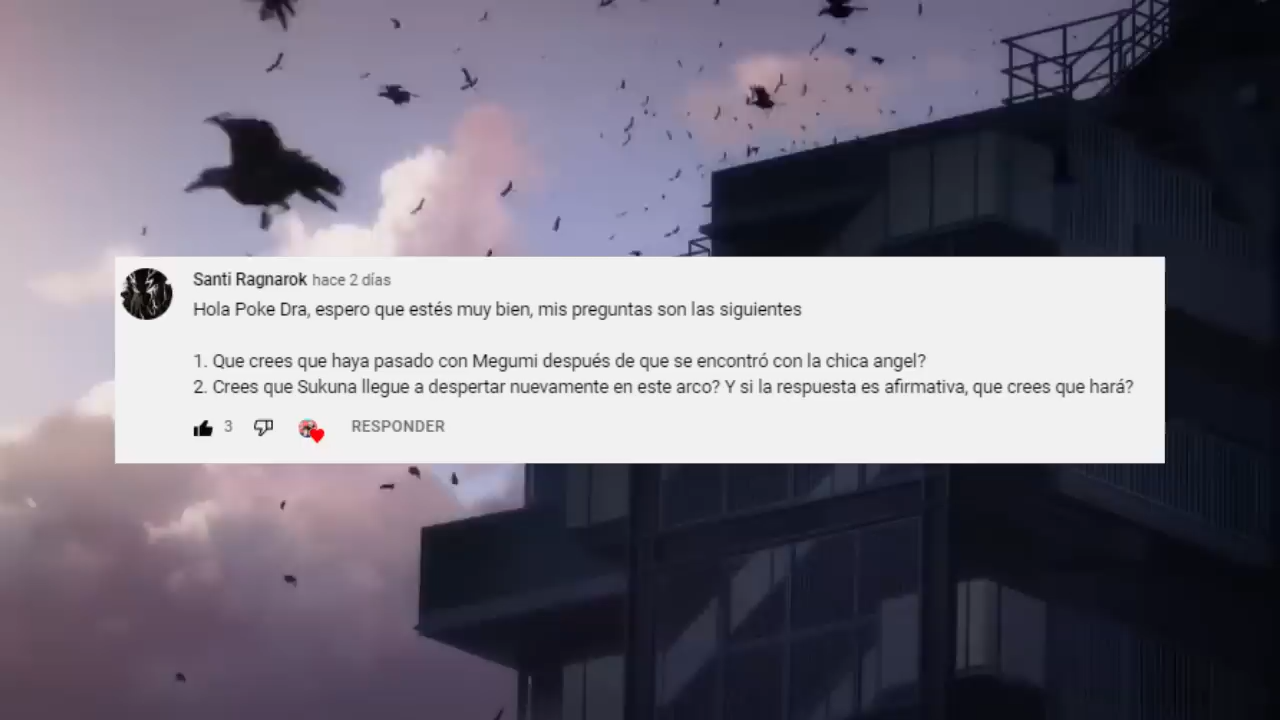 Santi Ragnarok hace 2 días
Hola Poke Dra, espero que estés muy bien, mis preguntas son las siguientes
1. Que crees que haya pasado con Megumi después de que se encontró con la chica angel?
2. Crees que Sukuna llegue a despertar nuevamente en este arco? Y si la respuesta es afirmativa, que crees que hará?
3 RESPONDER